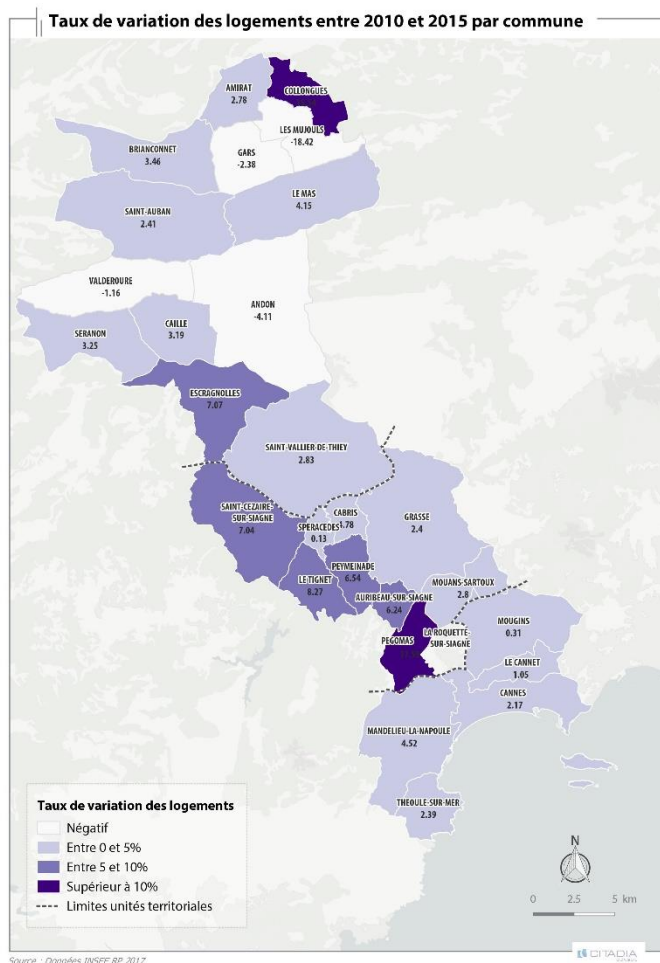 Taux de variation des logements entre 2010 et 2015 par commune
AMIRAT
2.78
COLLONGUES
LES MUJOULS
-18.42
BRIANCONNET
3.46
GARS
-2.38
LE MAS
4.15
SAINT-AUBAN
2.41
VALDEROURE
-1.16
ANDON
-4.11
SERANON
3.25
CAILLE
3.19
ESCRAGNOLLES
7.07
SAINT-VALLIER-DE-THIEY
2.83
SAINT-CEZAIRE-
SUR-SIAGNE
7.04
CABRIS
SPERACEDES
0.13
GRASSE
2.4
PEYMEINADE
6.54
LE TIGNET
8.27
AURIBEAU-SUR-SIAGNE
6.24
MOUANS-SARTOUX
2.8
MOUGINS
0.31
PEGOMAS
LA ROQUETTE-
SUR-SIAGNE
LE CANNET
1.05
CANNES
2.17
MANDELIEU-LA-NAPOULE
4.52
THEOULE-SUR-MER
2.39
Taux de variation des logements
Négatif
Entre 0 et 5%
Entre 5 et 10%
Supérieur à 10%
Limites unités territoriales
N
0 2.5 5 km
Source : Données INSEE RP 2017
CITADIA